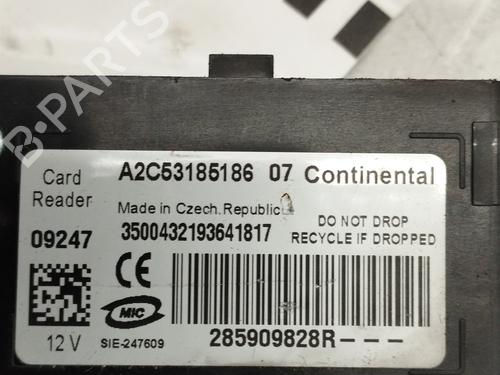 B-PARTS
Card Reader
A2C53185186 07 Continental
Made in Czech.Republic
DO NOT DROP
RECYCLE IF DROPPED
09247
3500432193641817
CE
MIC
12 V
SIE-247609
285909828R---